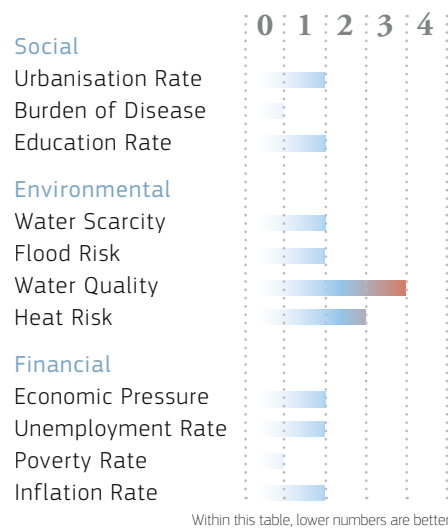 0 1 2 3 4
Social
Urbanisation Rate
Burden of Disease
Education Rate
Environmental
Water Scarcity
Flood Risk
Water Quality
Heat Risk
Financial
Economic Pressure
Unemployment Rate
Poverty Rate
Inflation Rate
Within this table, lower numbers are better